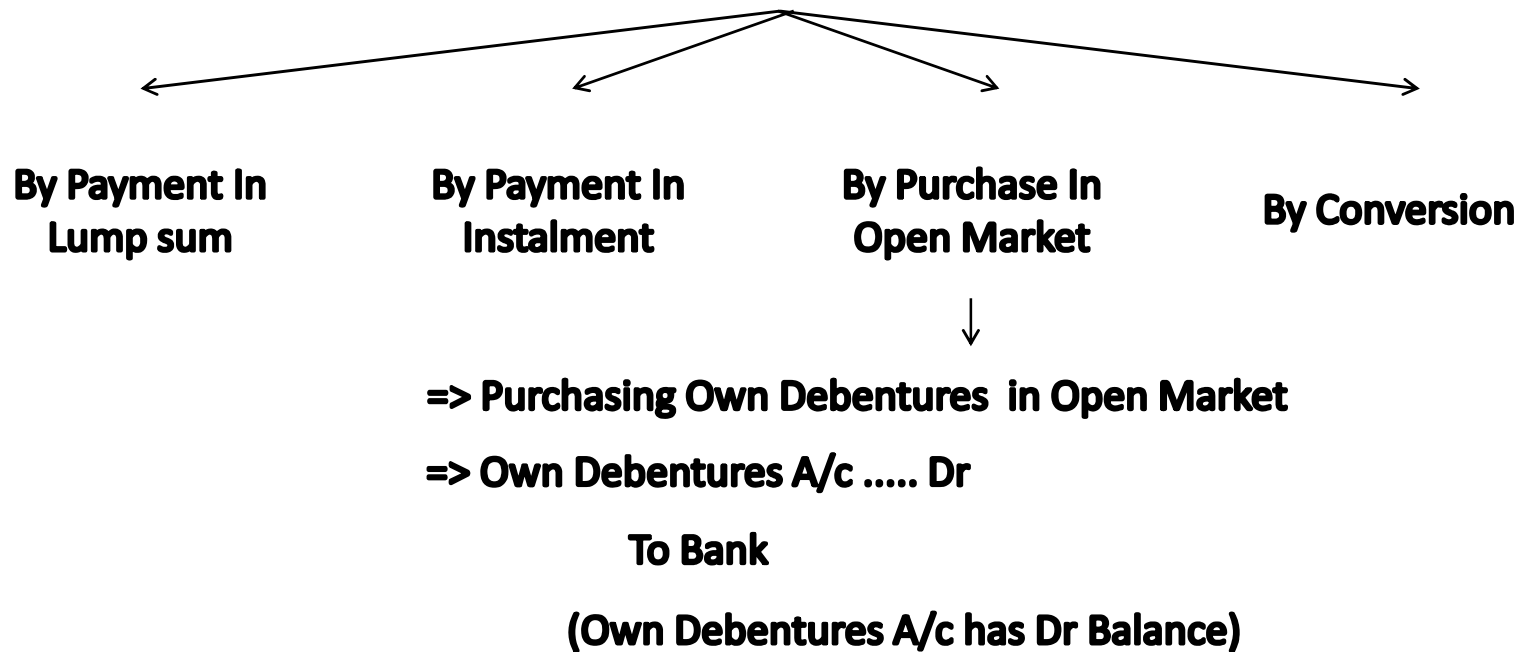 By Payment In
Lump sum
By Payment In
Instalment
By Purchase In
Open Market
By Conversion
=> Purchasing Own Debentures in Open Market
=> Own Debentures A/c ..... Dr
To Bank
(Own Debentures A/c has Dr Balance)